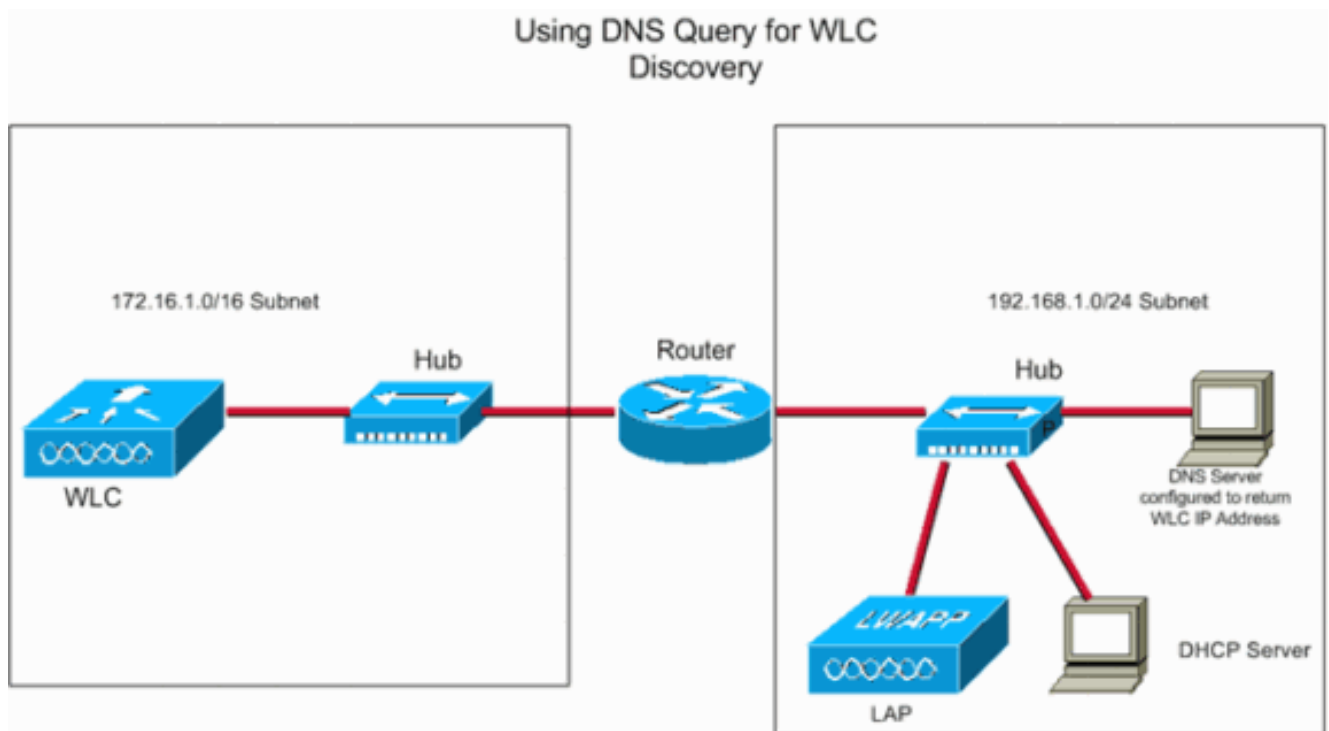 Using DNS Query for WLC
Discovery
172.16.1.0/16 Subnet
192.168.1.0/24 Subnet
Hub
Router
Hub
P
WLC
DNS Server
configured to return
WLC IP Address
LWAPP
DHCP Server
LAP